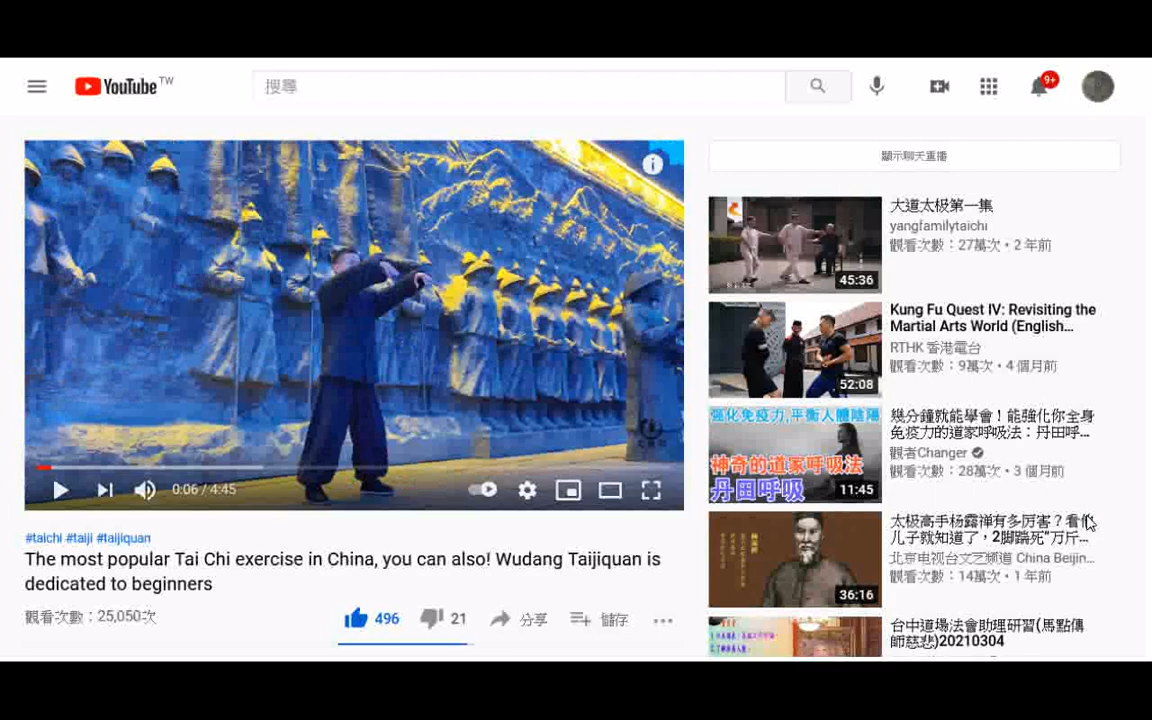 YouTube TW
搜尋
9+
顯示聊天重播
0:06 / 4:45
#taichi #taiji #taijiquan
The most popular Tai Chi exercise in China, you can also! Wudang Taijiquan is
dedicated to beginners
觀看次數：25,050次
496
21
分享
儲存
45:36
大道太极第一集
yangfamilytaichi
觀看次數：27萬次・2 年前
52:08
Kung Fu Quest IV: Revisiting the
Martial Arts World (English...
RTHK 香港電台
觀看次數：9萬次・4 個月前
强化免疫力,平衡人體陰陽
神奇的道家呼吸法
丹田呼吸
11:45
幾分鐘就能學會！能強化你全身
免疫力的道家呼吸法：丹田呼...
觀者Changer
觀看次數：28萬次・3 個月前
36:16
太极高手杨露禅有多厉害？看他
儿子就知道了，2脚踹死“万斤...
北京电视台文艺频道 China Beijin...
觀看次數：14萬次・1 年前
台中道場法會助理研習(馬點傳
師慈悲)20210304